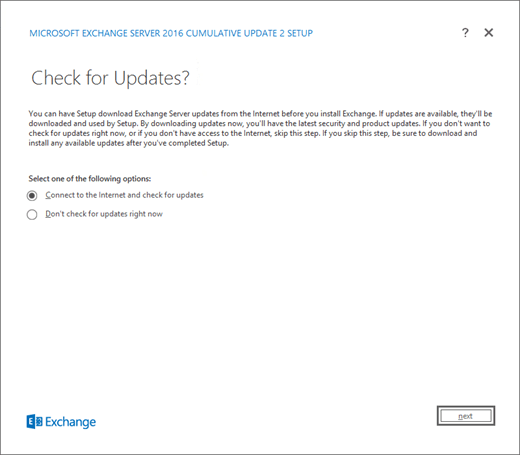 MICROSOFT EXCHANGE SERVER 2016 CUMULATIVE UPDATE 2 SETUP
?
Check for Updates?
You can have Setup download Exchange Server updates from the Internet before you install Exchange. If updates are available, they'll be
downloaded and used by Setup. By downloading updates now, you'll have the latest security and product updates. If you don't want to
check for updates right now, or if you don't have access to the Internet, skip this step. If you skip this step, be sure to download and
install any available updates after you've completed Setup.
Select one of the following options:
Connect to the Internet and check for updates
Don't check for updates right now
E Exchange
next